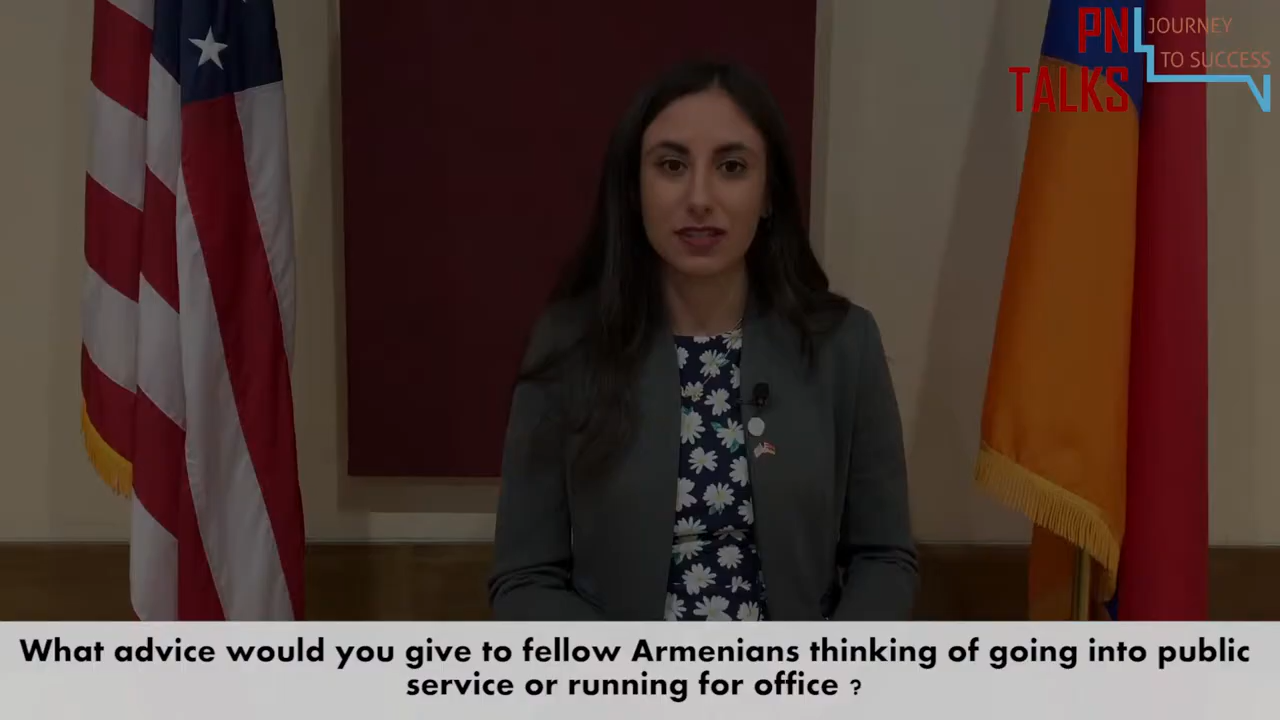 PN
TALKS
JOURNEY
TO SUCCESS
What advice would you give to fellow Armenians thinking of going into public
service or running for office ?